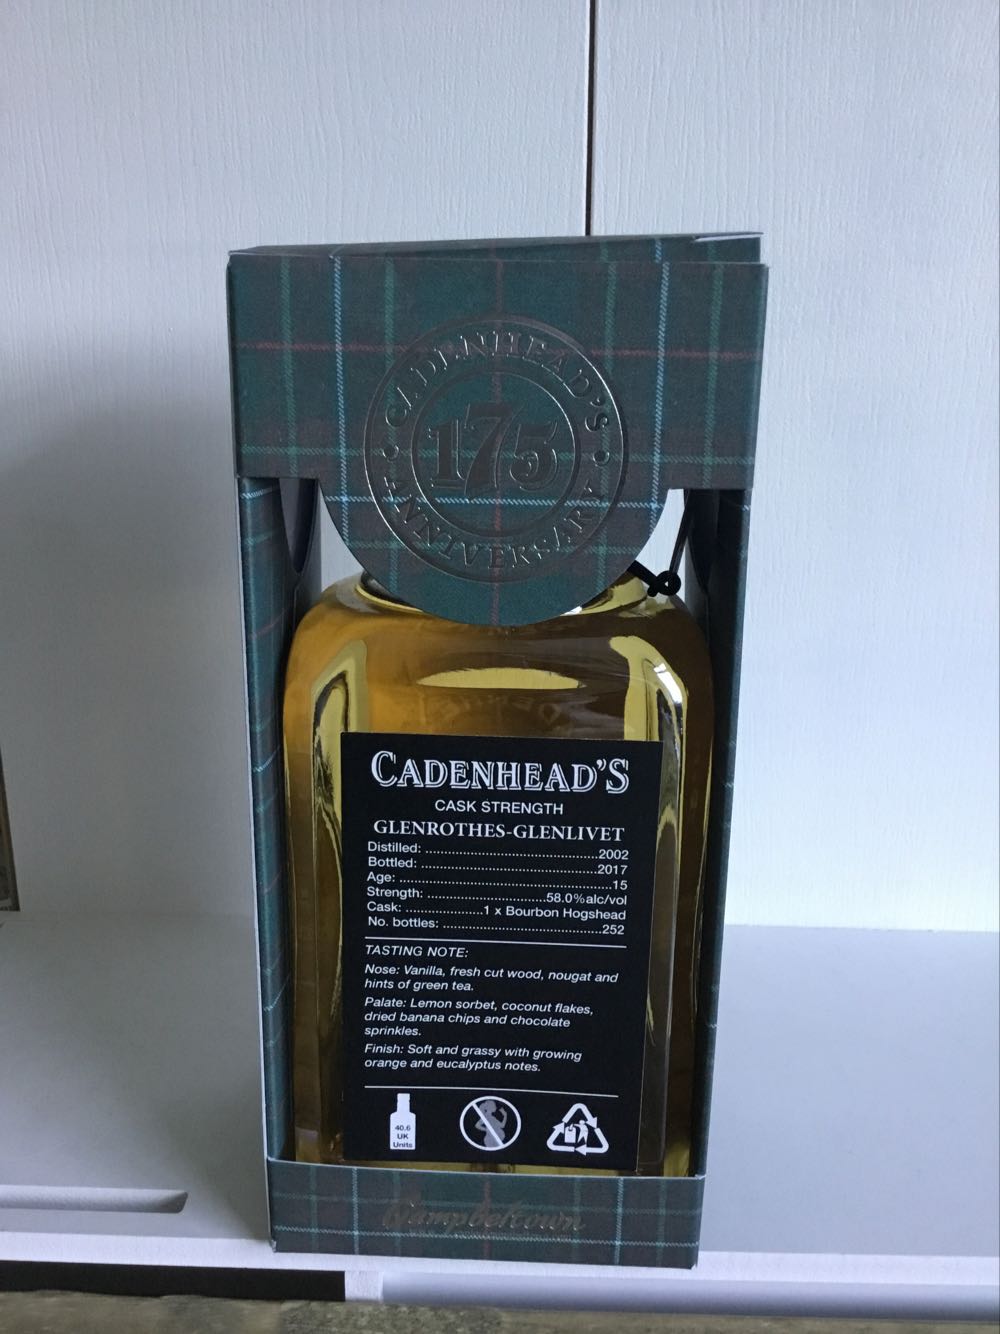 CADENHEAD'S
175
ANNIVERSARY
CADENHEAD'S
CASK STRENGTH
GLENROTHES-GLENLIVET
Distilled: ..........................................2002
Bottled: ..........................................2017
Age: ..................................................15
Strength: ............................58.0%alc/vol
Cask: ...................1 x Bourbon Hogshead
No. bottles: ......................................252
TASTING NOTE:
Nose: Vanilla, fresh cut wood, nougat and
hints of green tea.
Palate: Lemon sorbet, coconut flakes,
dried banana chips and chocolate
sprinkles.
Finish: Soft and grassy with growing
orange and eucalyptus notes.
40.6
UK
Units
Campbeltown